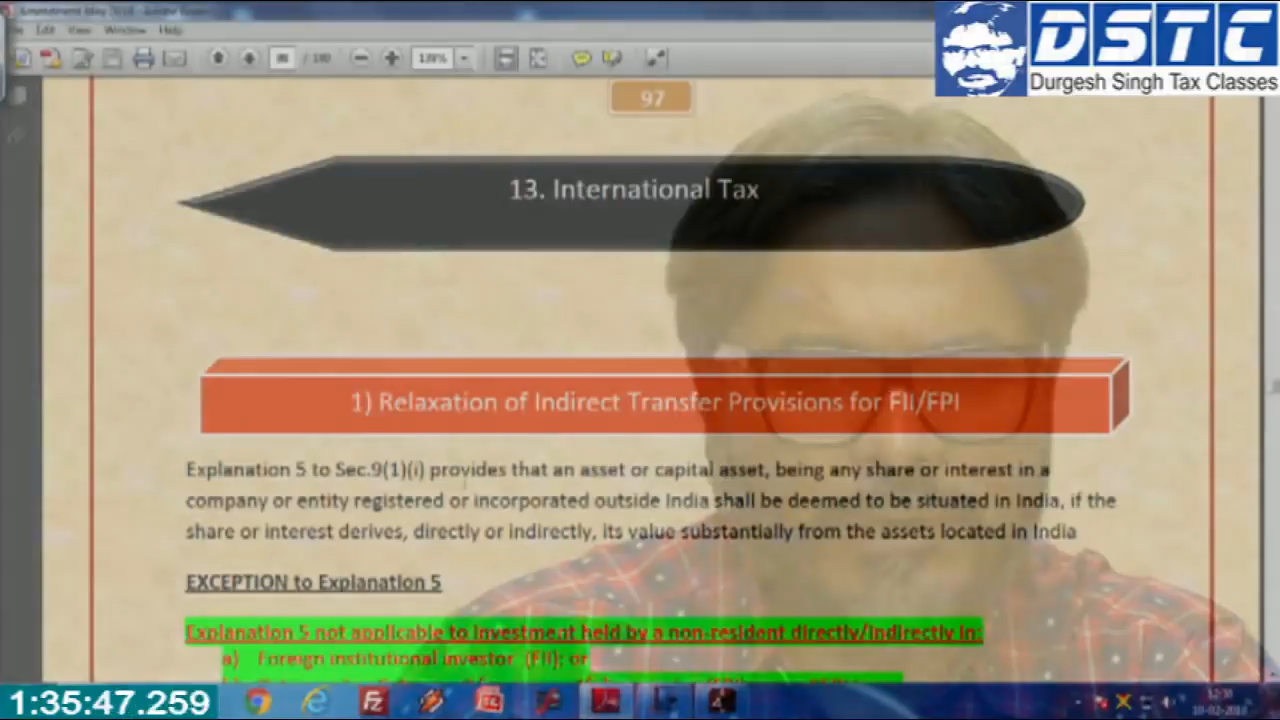 DSTC
Durgesh Singh Tax Classes
Edit View Window Help
97
13. International Tax
1) Relaxation of Indirect Transfer Provisions for FII/FPI
Explanation 5 to Sec.9(1)(i) provides that an asset or capital asset, being any share or interest in a
company or entity registered or incorporated outside India shall be deemed to be situated in India, if the
share or interest derives, directly or indirectly, its value substantially from the assets located in India
EXCEPTION to Explanation 5
Explanation 5 not applicable to investment held by a non-resident directly/indirectly in:
a) Foreign institutional investor (FII); or
1:35:47.259